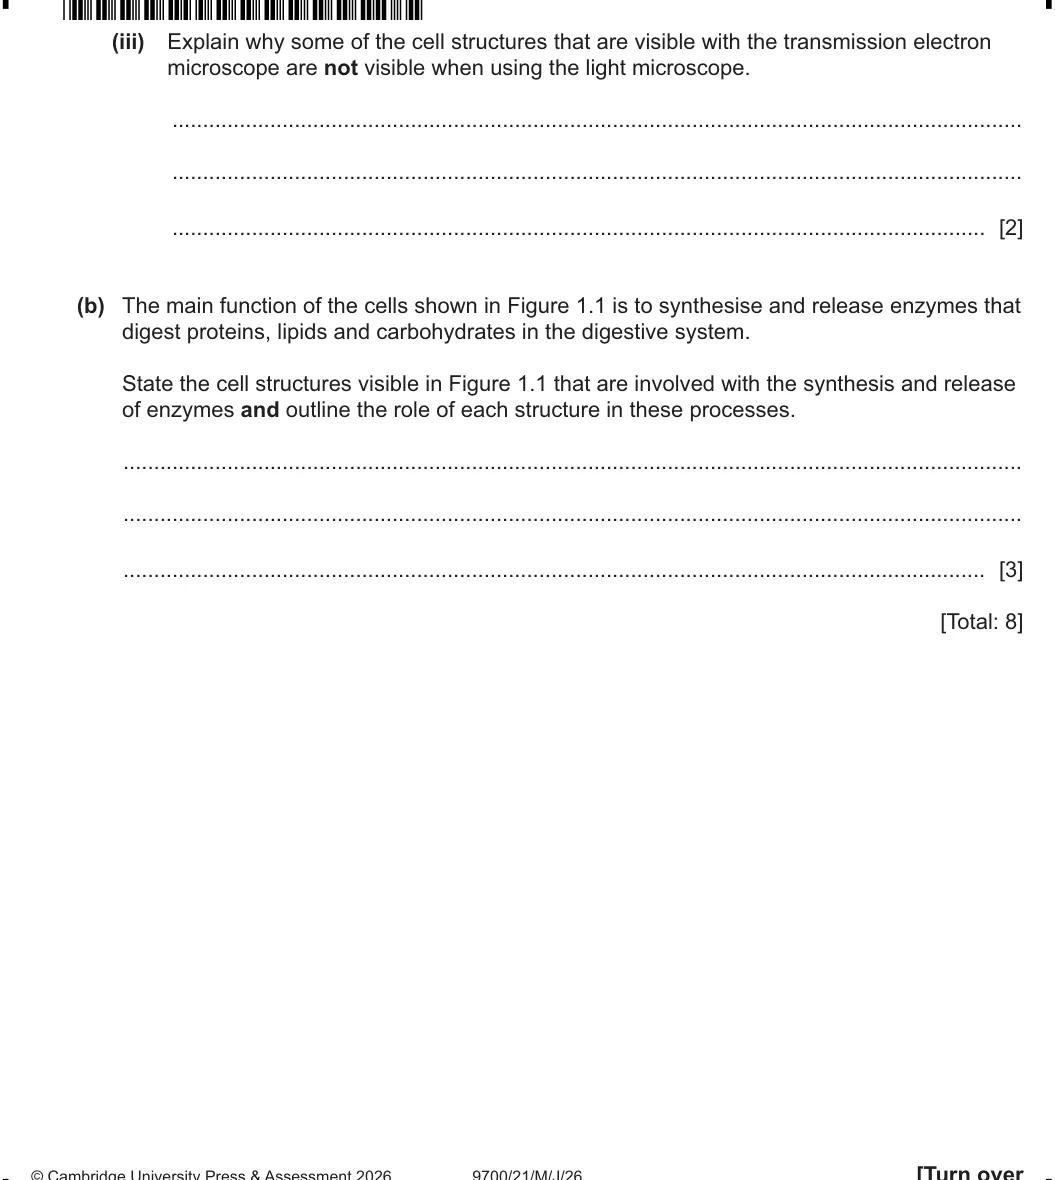 (iii) Explain why some of the cell structures that are visible with the transmission electron
microscope are not visible when using the light microscope.
..........................................................................................................................................
..........................................................................................................................................
.................................................................................................................................... [2]
(b) The main function of the cells shown in Figure 1.1 is to synthesise and release enzymes that
digest proteins, lipids and carbohydrates in the digestive system.
State the cell structures visible in Figure 1.1 that are involved with the synthesis and release
of enzymes and outline the role of each structure in these processes.
..................................................................................................................................................
..................................................................................................................................................
............................................................................................................................................ [3]
[Total: 8]
© Cambridge University Press & Assessment 2026 9700/21/M/J/26 [Turn over